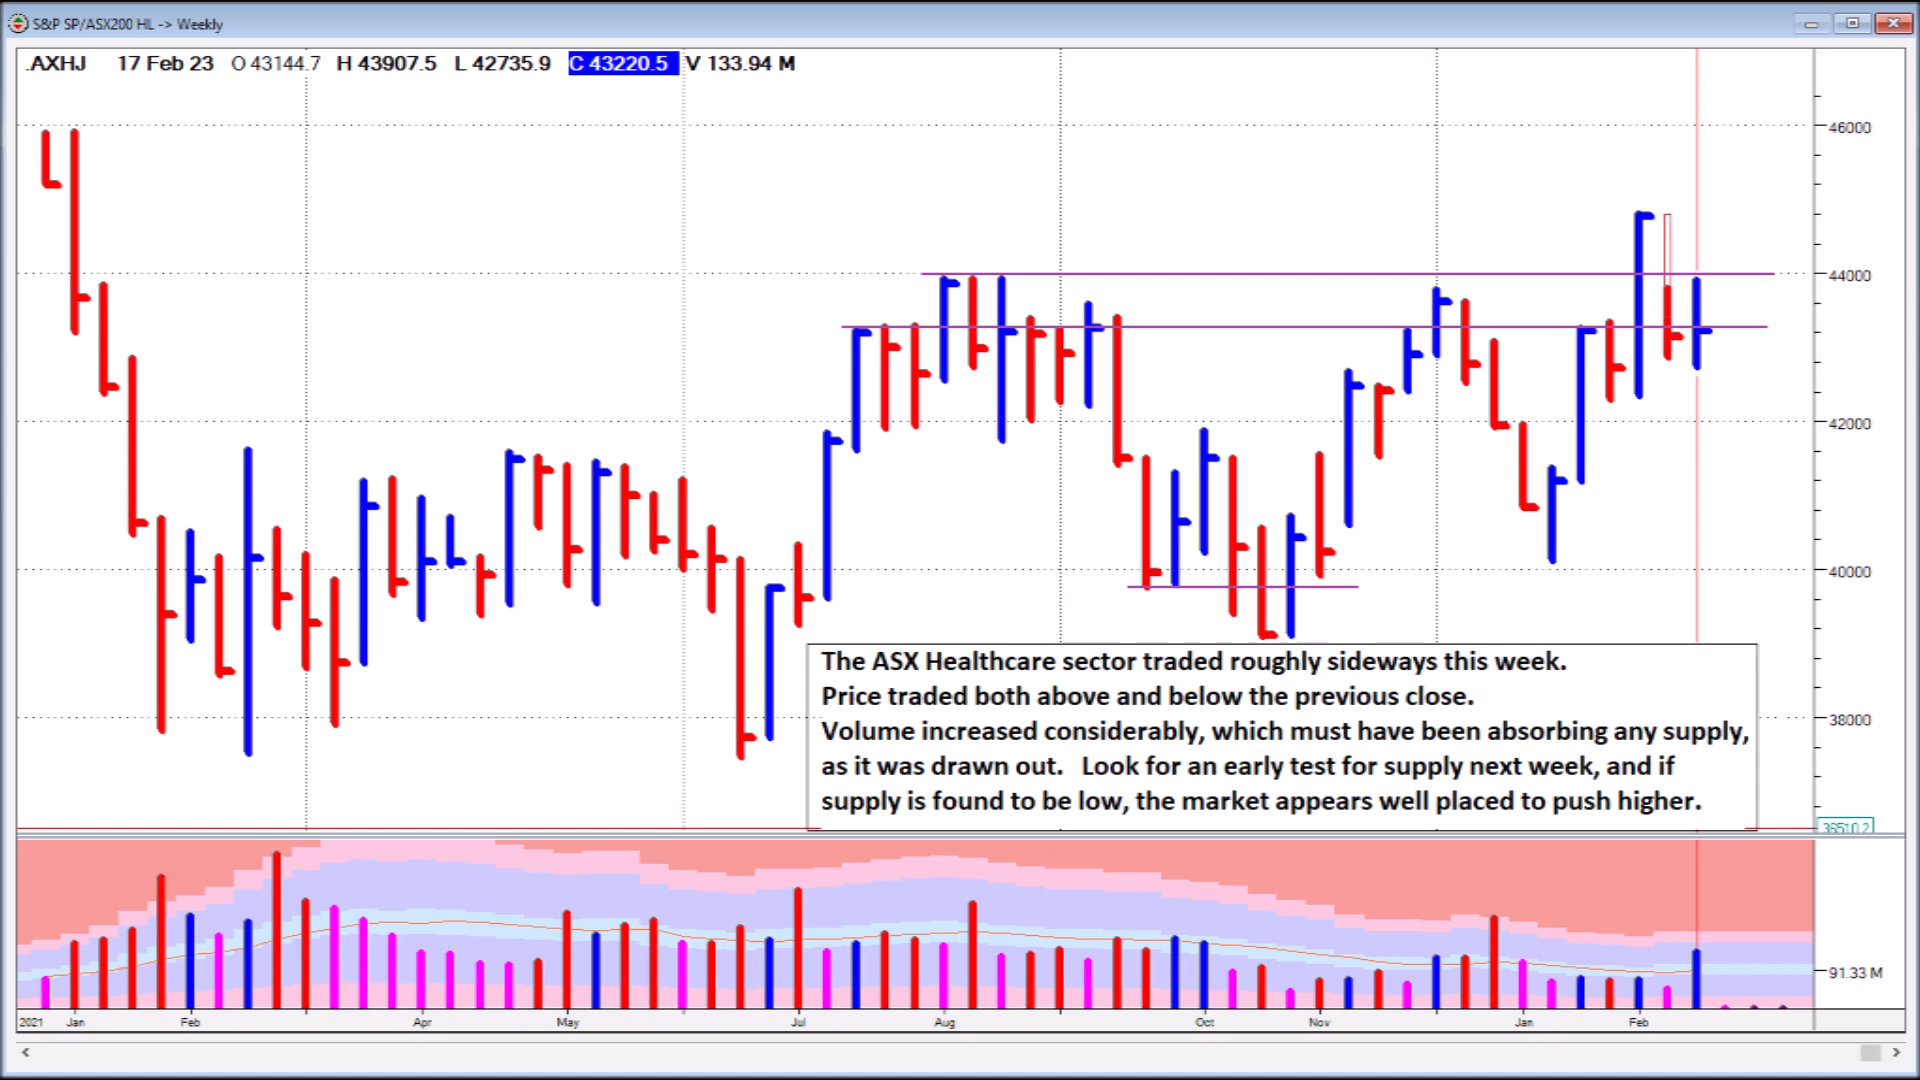 S&P SP/ASX200 HL -> Weekly
.AXHJ 17 Feb 23 O 43144.7 H 43907.5 L 42735.9 C 43220.5 V 133.94 M
46000
44000
42000
40000
38000
36510.2
The ASX Healthcare sector traded roughly sideways this week.
Price traded both above and below the previous close.
Volume increased considerably, which must have been absorbing any supply,
as it was drawn out. Look for an early test for supply next week, and if
supply is found to be low, the market appears well placed to push higher.
91.33 M
2021 Jan Feb Apr May Jul Aug Oct Nov Jan Feb